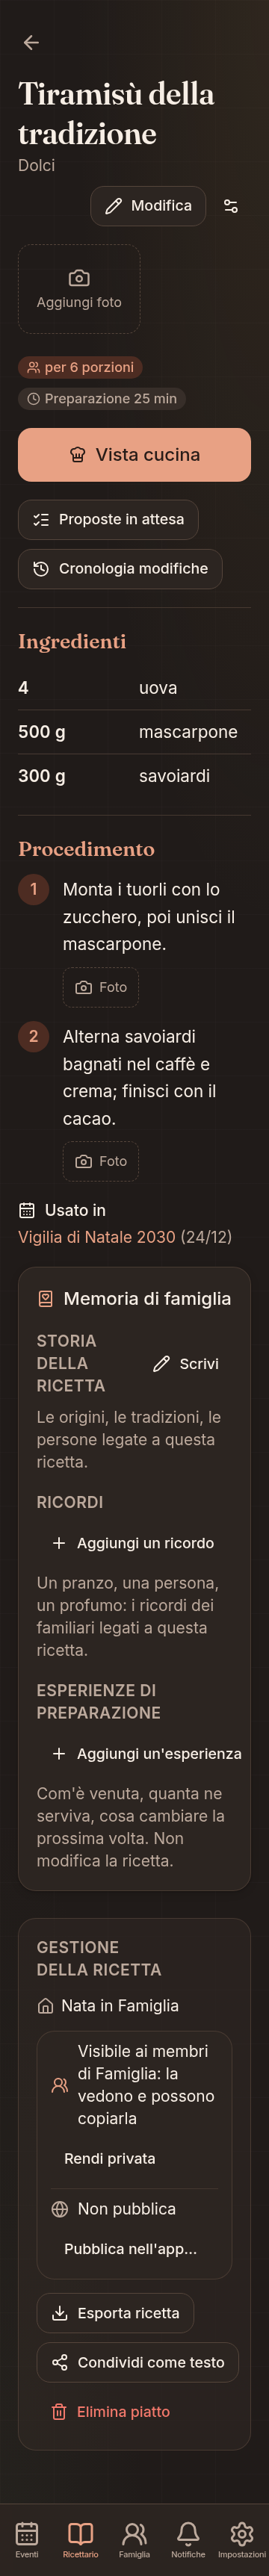 Tiramisù della
tradizione
Dolci
Modifica
Aggiungi foto
per 6 porzioni
Preparazione 25 min
Vista cucina
Proposte in attesa
Cronologia modifiche
Ingredienti
4 uova
500 g mascarpone
300 g savoiardi
Procedimento
1 Monta i tuorli con lo
zucchero, poi unisci il
mascarpone.
Foto
2 Alterna savoiardi
bagnati nel caffè e
crema; finisci con il
cacao.
Foto
Usato in
Vigilia di Natale 2030 (24/12)
Memoria di famiglia
STORIA
DELLA
RICETTA
Scrivi
Le origini, le tradizioni, le
persone legate a questa
ricetta.
RICORDI
Aggiungi un ricordo
Un pranzo, una persona,
un profumo: i ricordi dei
familiari legati a questa
ricetta.
ESPERIENZE DI
PREPARAZIONE
Aggiungi un'esperienza
Com'è venuta, quanta ne
serviva, cosa cambiare la
prossima volta. Non
modifica la ricetta.
GESTIONE
DELLA RICETTA
Nata in Famiglia
Visibile ai membri
di Famiglia: la
vedono e possono
copiarla
Rendi privata
Non pubblica
Pubblica nell'app...
Esporta ricetta
Condividi come testo
Elimina piatto
Eventi Ricettario Famiglia Notifiche Impostazioni